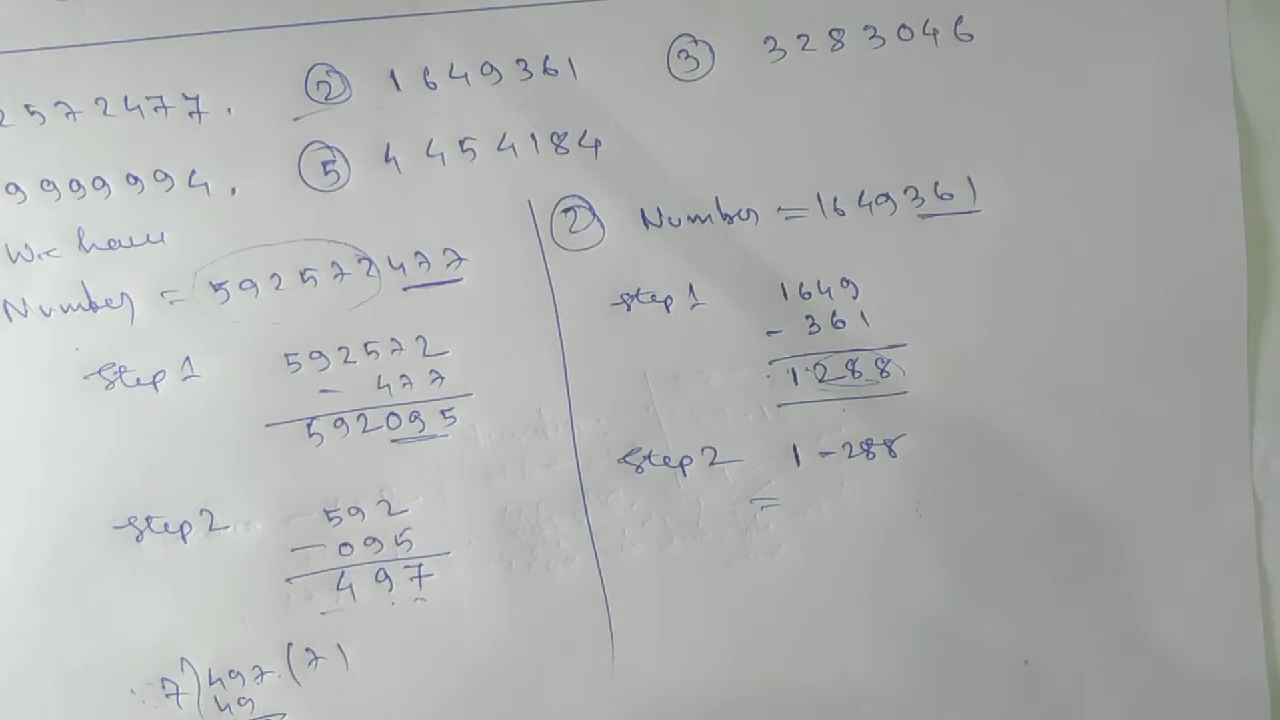 2572477. ② 1649361 ③ 3283046
9999994. ⑤ 4454184
We have
Number = 592572477
Step 1 592572
- 477
592095
Step 2 592
- 095
497
7) 497 (71
49
② Number = 1649361
Step 1 1649
- 361
1288
Step 2 1 - 288
=